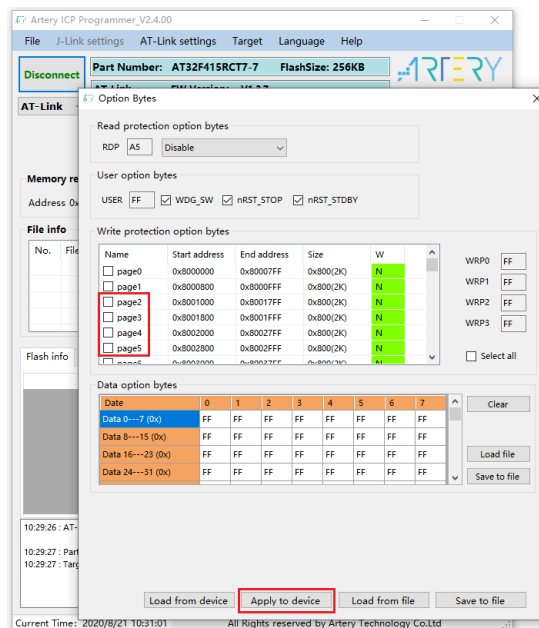 Artery ICP Programmer_V2.4.00
File J-Link settings AT-Link settings Target Language Help
Disconnect
Part Number: AT32F415RCT7-7 FlashSize: 256KB
ARTERY
AT-Link
Option Bytes
Read protection option bytes
RDP A5 Disable
User option bytes
USER FF WDG_SW nRST_STOP nRST_STDBY
Memory re
Address 0x
Write protection option bytes
File info
No. File
Name Start address End address Size W
page0 0x8000000 0x80007FF 0x800(2K) N
page1 0x8000800 0x8000FFF 0x800(2K) N
page2 0x8001000 0x80017FF 0x800(2K) N
page3 0x8001800 0x8001FFF 0x800(2K) N
page4 0x8002000 0x80027FF 0x800(2K) N
page5 0x8002800 0x8002FFF 0x800(2K) N
WRP0 FF
WRP1 FF
WRP2 FF
WRP3 FF
Select all
Flash info
Data option bytes
Date 0 1 2 3 4 5 6 7
Data 0---7 (0x) FF FF FF FF FF FF FF FF
Data 8---15 (0x) FF FF FF FF FF FF FF FF
Data 16---23 (0x) FF FF FF FF FF FF FF FF
Data 24---31 (0x) FF FF FF FF FF FF FF FF
Clear
Load file
Save to file
10:29:26 : AT-
10:29:27 : Part
10:29:27 : Targ
Load from device Apply to device Load from file Save to file
Current Time: 2020/8/21 10:31:01 All Rights reserved by Artery Technology Co.Ltd